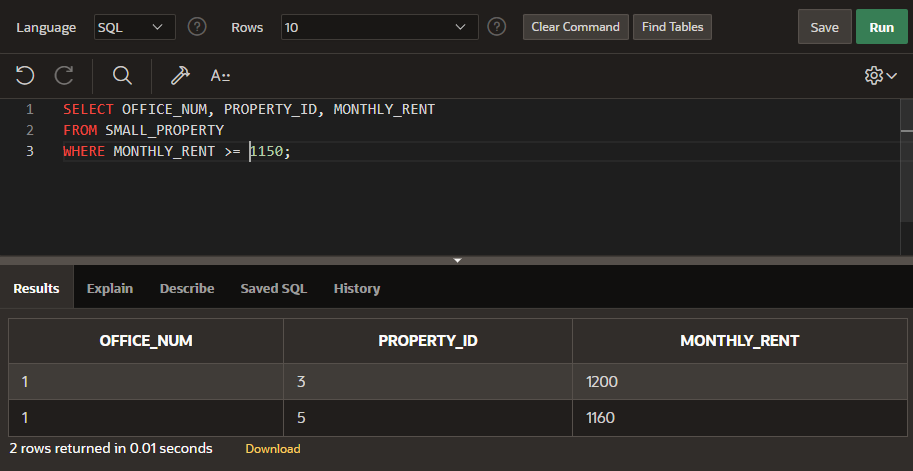 Language SQL ? Rows 10 ? Clear Command Find Tables Save Run
A::
1 SELECT OFFICE_NUM, PROPERTY_ID, MONTHLY_RENT
2 FROM SMALL_PROPERTY
3 WHERE MONTHLY_RENT >= 1150;
Results Explain Describe Saved SQL History
OFFICE_NUM PROPERTY_ID MONTHLY_RENT
1 3 1200
1 5 1160
2 rows returned in 0.01 seconds Download